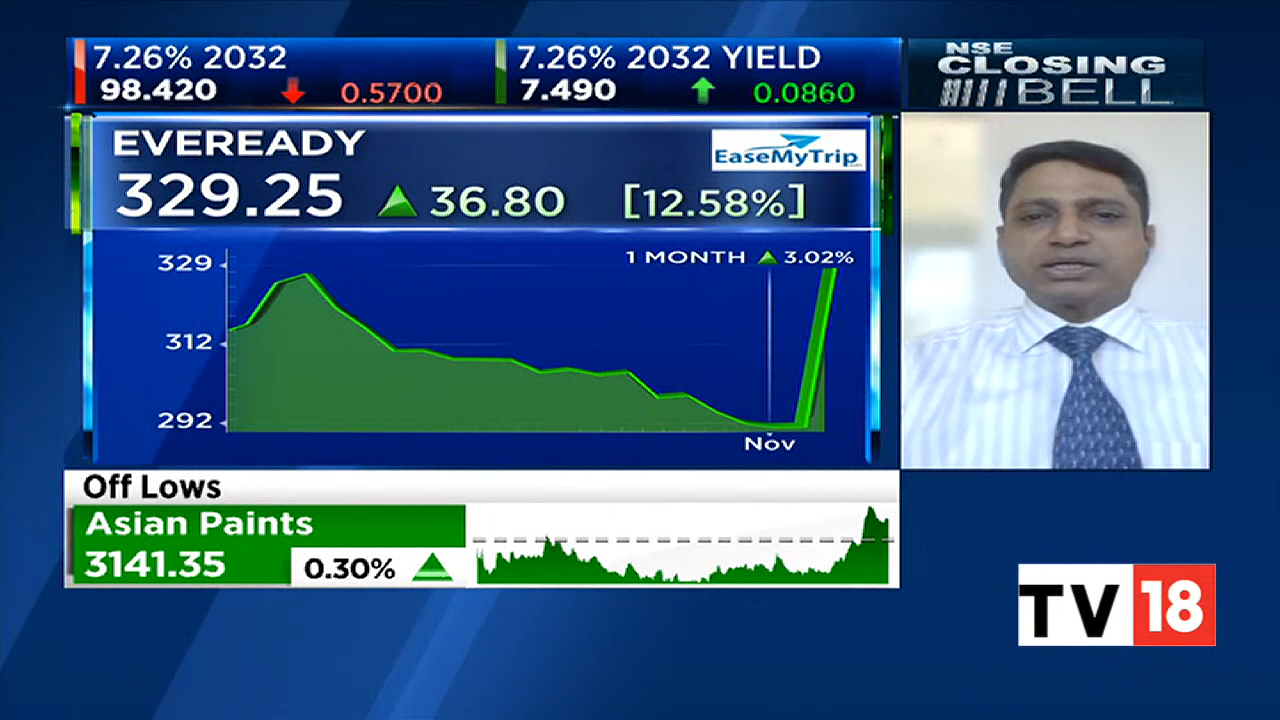 7.26% 2032
98.420 0.5700
7.26% 2032 YIELD
7.490 0.0860
NSE
CLOSING
BELL
EVEREADY
329.25 36.80 [12.58%]
EaseMyTrip
1 MONTH 3.02%
329
312
292
Nov
Off Lows
Asian Paints
3141.35 0.30%
TV 18